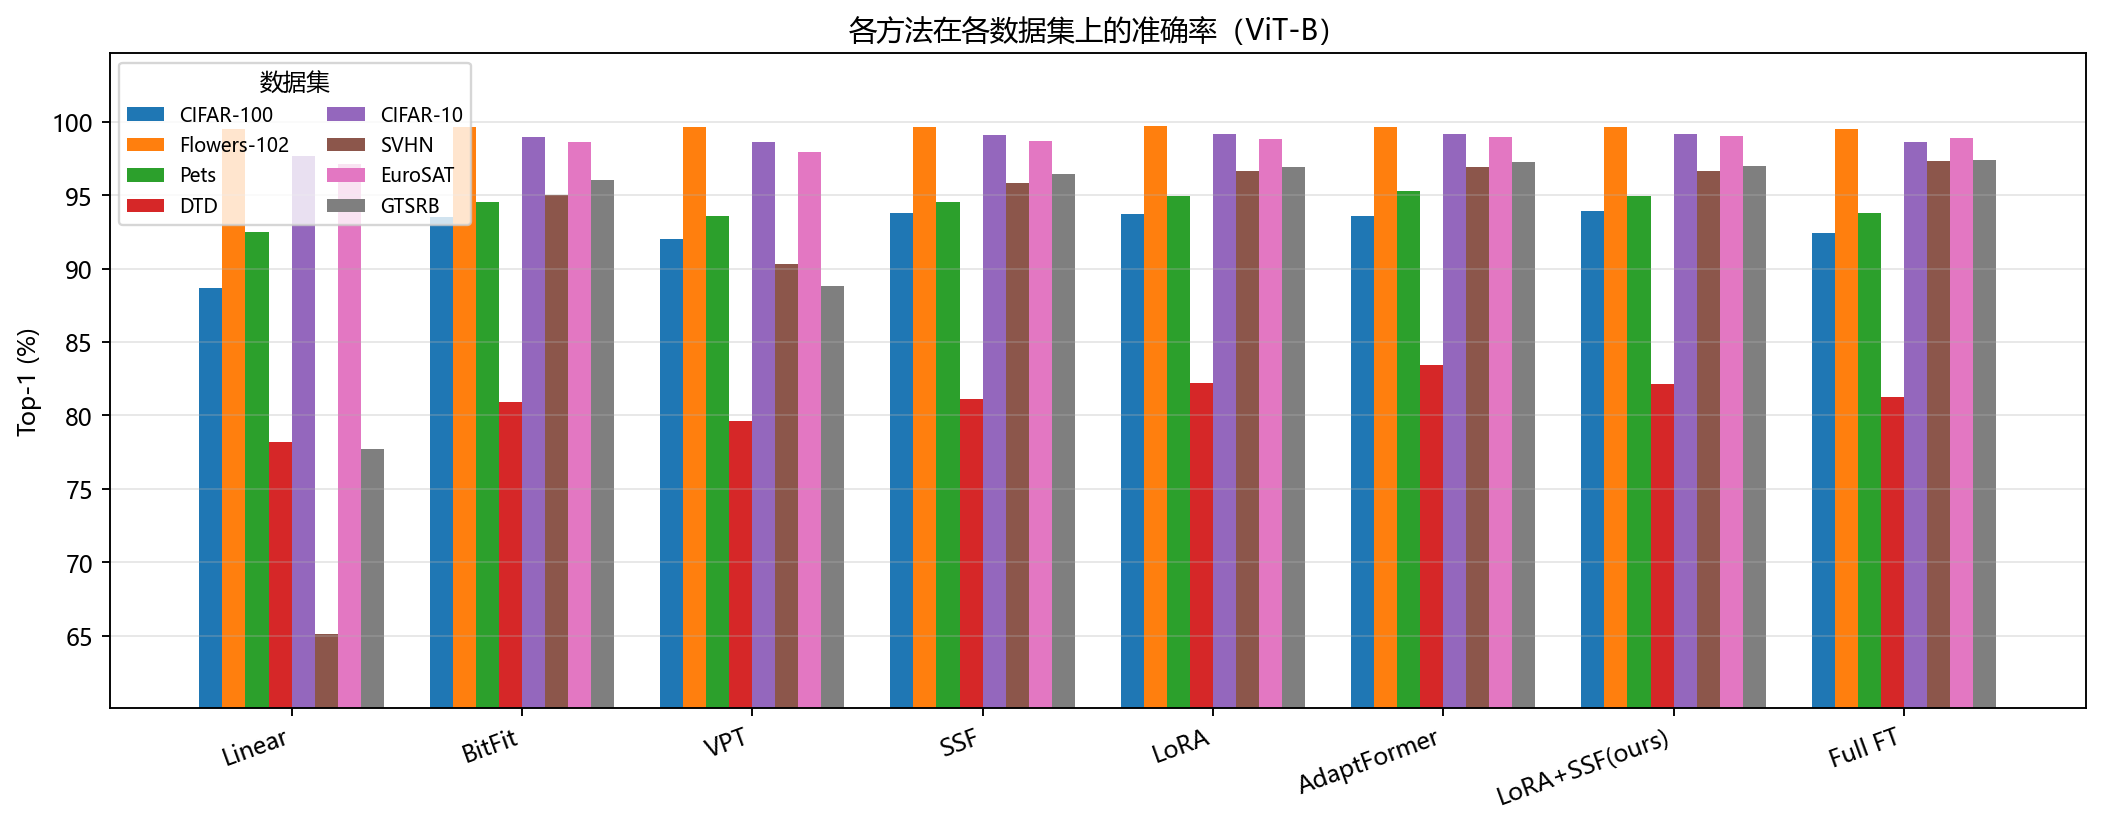 各方法在各数据集上的准确率（ViT-B）
数据集
CIFAR-100
Flowers-102
Pets
DTD
CIFAR-10
SVHN
EuroSAT
GTSRB
Top-1 (%)
100
95
90
85
80
75
70
65
Linear
BitFit
VPT
SSF
LoRA
AdaptFormer
LoRA+SSF(ours)
Full FT